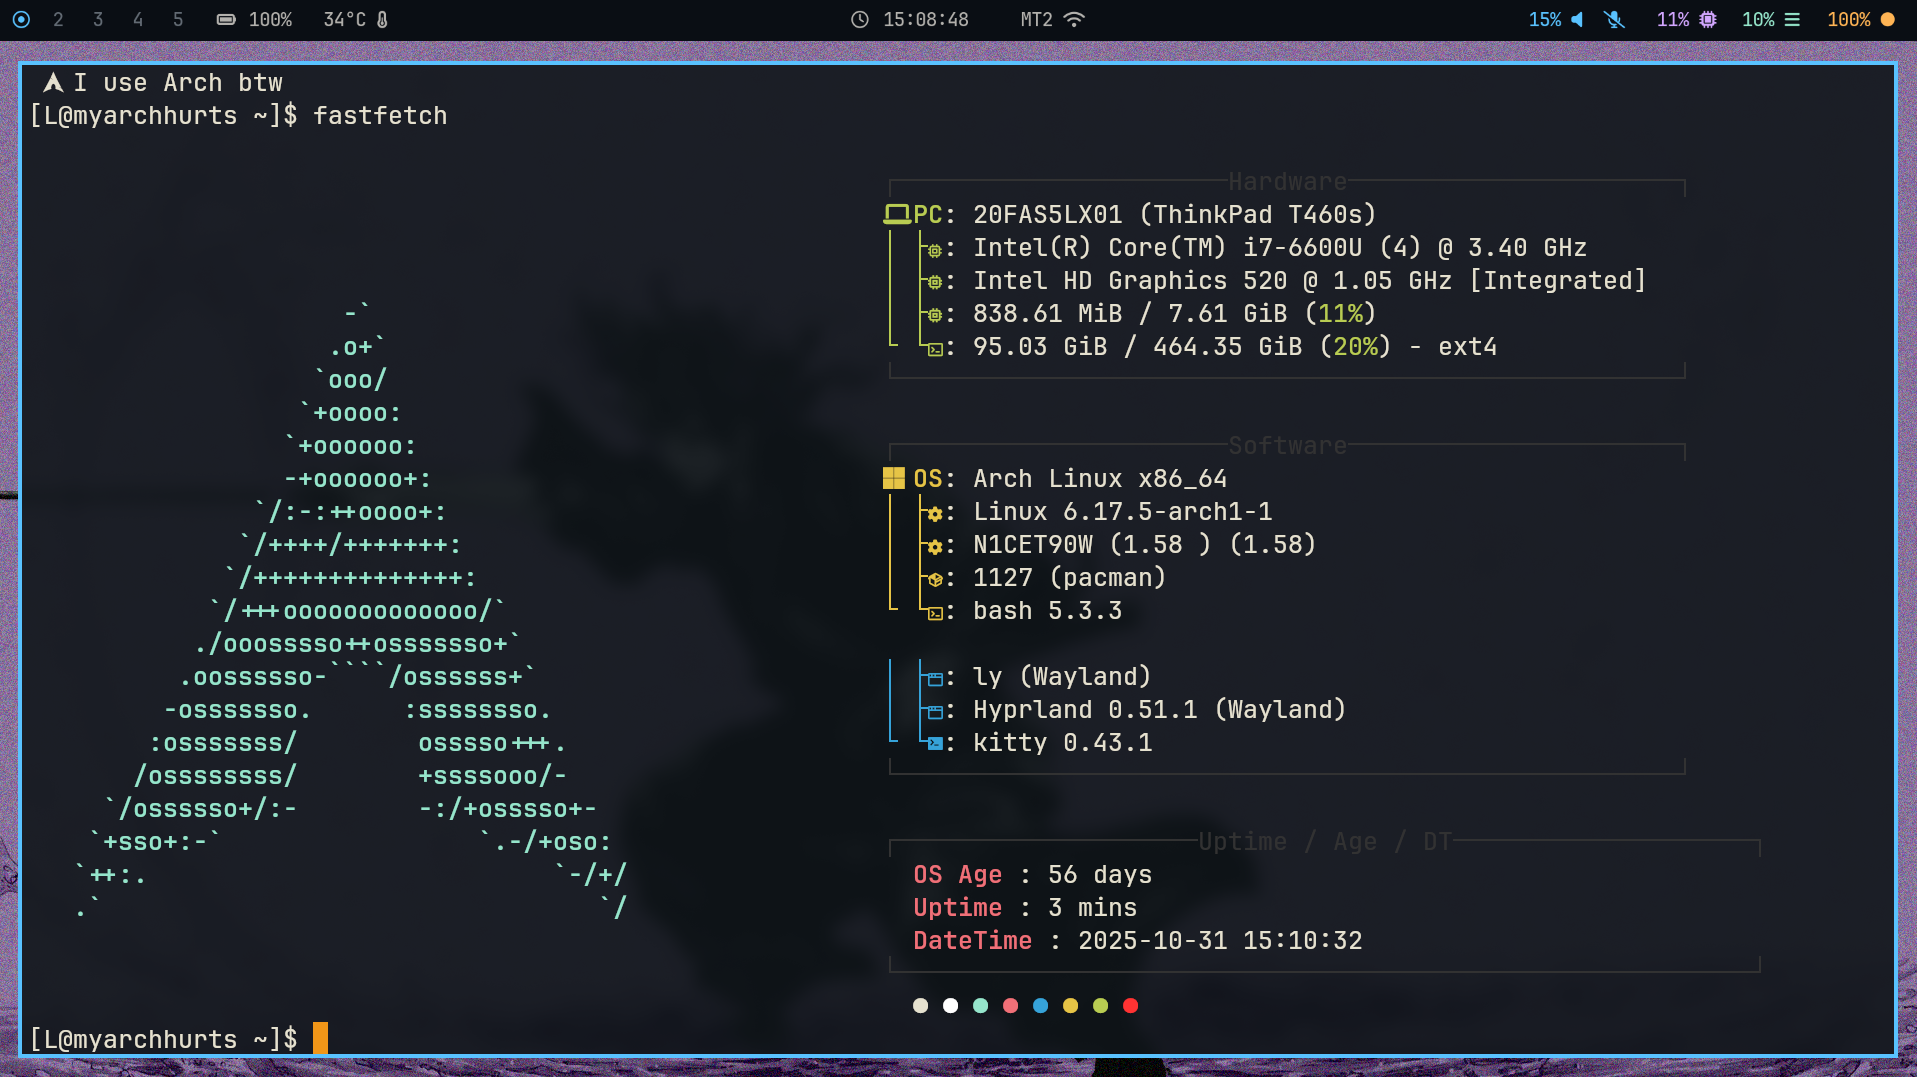 2 3 4 5 100% 34°C 15:08:48 MT2 15% 11% 10% 100%
I use Arch btw
[L@myarchhurts ~]$ fastfetch
Hardware
PC: 20FAS5LX01 (ThinkPad T460s)
: Intel(R) Core(TM) i7-6600U (4) @ 3.40 GHz
: Intel HD Graphics 520 @ 1.05 GHz [Integrated]
: 838.61 MiB / 7.61 GiB (11%)
: 95.03 GiB / 464.35 GiB (20%) - ext4
Software
OS: Arch Linux x86_64
: Linux 6.17.5-arch1-1
: N1CET90W (1.58 ) (1.58)
: 1127 (pacman)
: bash 5.3.3
: ly (Wayland)
: Hyprland 0.51.1 (Wayland)
: kitty 0.43.1
Uptime / Age / DT
OS Age : 56 days
Uptime : 3 mins
DateTime : 2025-10-31 15:10:32
-`
.o+`
`ooo/
`+oooo:
`+oooooo:
-+oooooo+:
`/:-:++oooo+:
`/++++/+++++++:
`/++++++++++++++:
`/+++ooooooooooooo/`
./ooosssso++osssssso+`
.oossssso-````/ossssss+`
-osssssso. :ssssssso.
:osssssss/ osssso+++.
/ossssssss/ +ssssooo/-
`/ossssso+/:- -:/+osssso+-
`+sso+:-` `.-/+oso:
`++:. `-/+/
.` `/
[L@myarchhurts ~]$